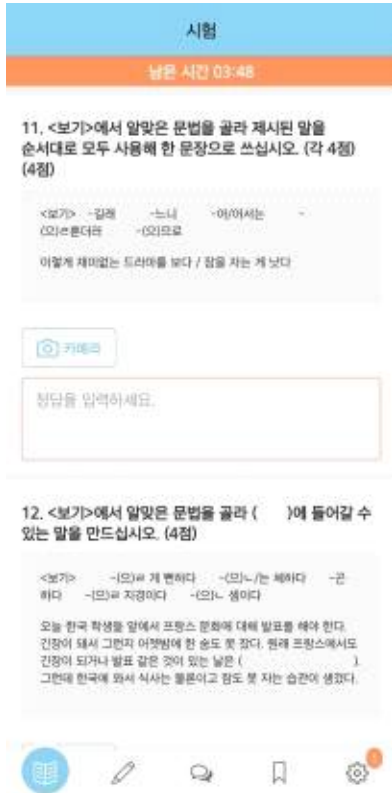 시험
남은 시간 03:48
11. <보기>에서 알맞은 문법을 골라 제시된 말을
순서대로 모두 사용해 한 문장으로 쓰십시오. (각 4점)
(4점)
<보기> -길래 -느니 -어/어서는 -
(으)ㄹ른더러 -(으)므로
이렇게 재미없는 드라마를 보다 / 잠을 자는 게 낫다
카메라
정답을 입력하세요.
12. <보기>에서 알맞은 문법을 골라 ( )에 들어갈 수
있는 말을 만드십시오. (4점)
<보기> -(으)ㄹ 게 뻔하다 -(으)ㄴ/는 체하다 -곤
하다 -(으)ㄹ 지경이다 -(으)ㄴ 셈이다
오늘 한국 학생들 앞에서 프랑스 문화에 대해 발표를 해야 한다.
긴장이 돼서 그런지 어젯밤에 한 숨도 못 잤다. 원래 프랑스에서도
긴장이 되거나 발표 같은 것이 있는 날은 ( ).
그런데 한국에 와서 식사는 물론이고 잠도 못 자는 습관이 생겼다.